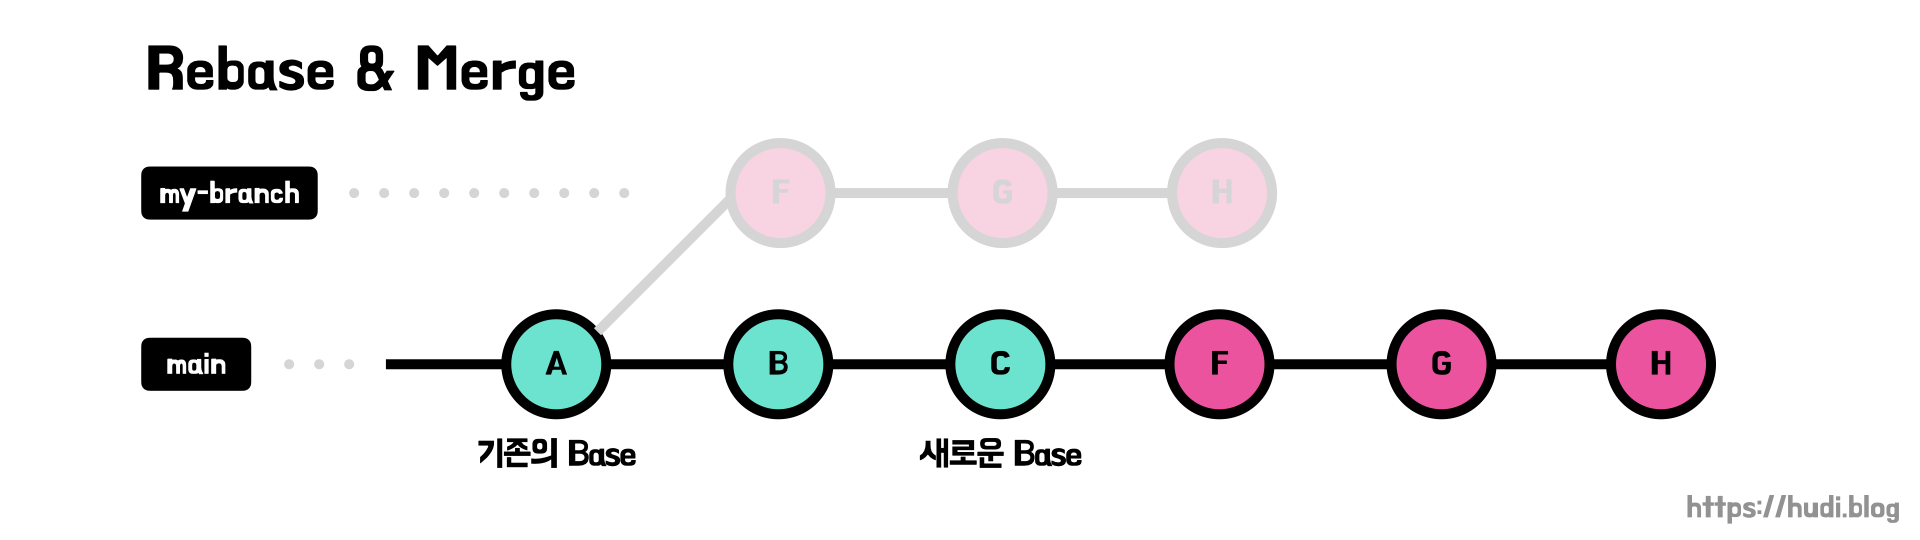 Rebase & Merge
my-branch
F G H
main
A B C F G H
기존의 Base 새로운 Base
https://hudi.blog